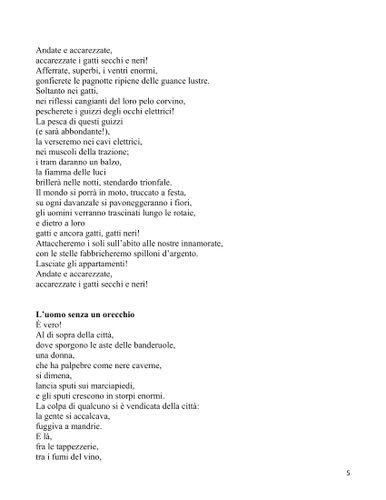 Andate e accarezzate,
accarezzate i gatti secchi e neri!
Afferrate, superbi, i ventri enormi,
gonfierete le pagnotte ripiene delle guance lustre.
Soltanto nei gatti,
nei riflessi cangianti del loro pelo corvino,
pescherete i guizzi degli occhi elettrici!
La pesca di questi guizzi
(e sarà abbondante!),
la verseremo nei cavi elettrici,
nei muscoli della trazione;
i tram daranno un balzo,
la fiamma delle luci
brillerà nelle notti, stendardo trionfale.
Il mondo si porrà in moto, truccato a festa,
su ogni davanzale si pavoneggeranno i fiori,
gli uomini verranno trascinati lungo le rotaie,
e dietro a loro
gatti e ancora gatti, gatti neri!
Attaccheremo i soli sull'abito alle nostre innamorate,
con le stelle fabbricheremo spilloni d'argento.
Lasciate gli appartamenti!
Andate e accarezzate,
accarezzate i gatti secchi e neri!
L'uomo senza un orecchio
È vero!
Al di sopra della città,
dove sporgono le aste delle banderuole,
una donna,
che ha palpebre come nere caverne,
si dimena,
lancia sputi sui marciapiedi,
e gli sputi crescono in storpi enormi.
La colpa di qualcuno si è vendicata della città:
la gente si accalcava,
fuggiva a mandrie.
E là,
fra le tappezzerie,
tra i fumi del vino,
5